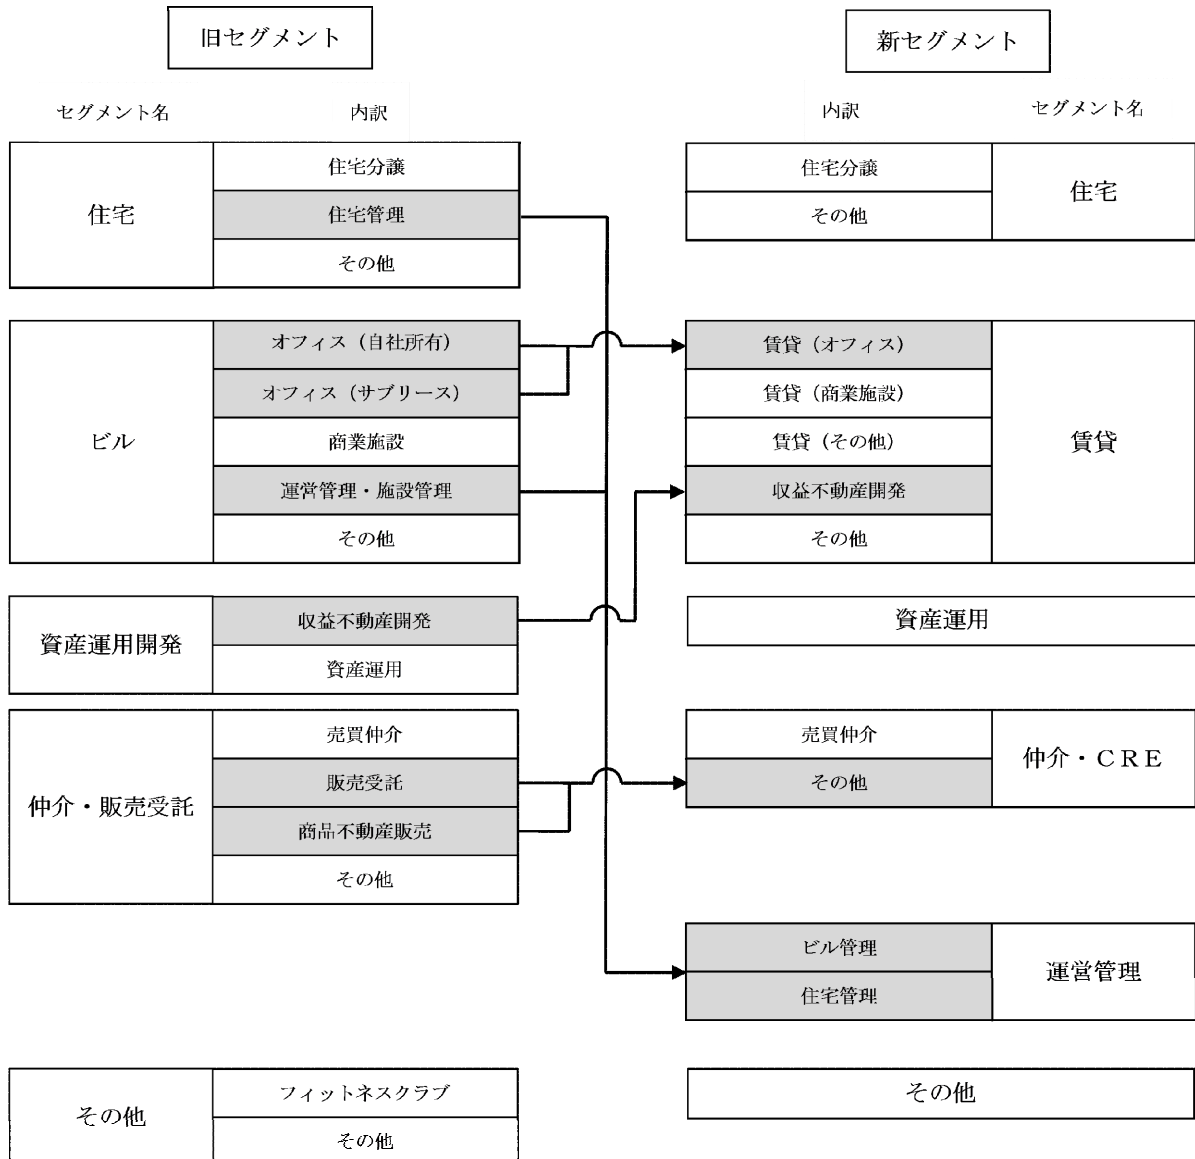 旧セグメント
新セグメント
セグメント名
内訳
内訳
セグメント名
住宅
住宅分譲
住宅管理
その他
住宅分譲
その他
住宅
ビル
オフィス（自社所有）
オフィス（サブリース）
商業施設
運営管理・施設管理
その他
賃貸（オフィス）
賃貸（商業施設）
賃貸（その他）
収益不動産開発
その他
賃貸
資産運用開発
収益不動産開発
資産運用
資産運用
仲介・販売受託
売買仲介
販売受託
商品不動産販売
その他
売買仲介
その他
仲介・ＣＲＥ
ビル管理
住宅管理
運営管理
その他
フィットネスクラブ
その他
その他